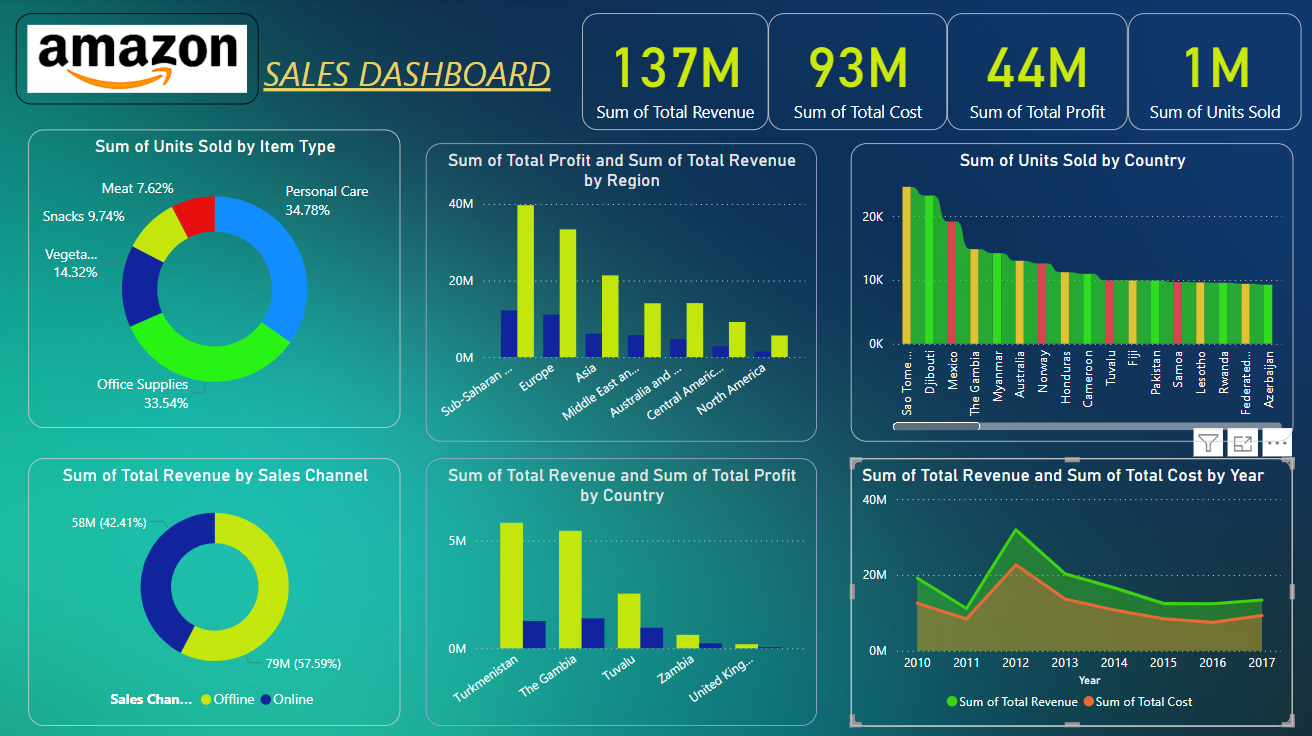 amazon
SALES DASHBOARD
137M
Sum of Total Revenue
93M
Sum of Total Cost
44M
Sum of Total Profit
1M
Sum of Units Sold
Sum of Units Sold by Item Type
Meat 7.62%
Snacks 9.74%
Vegeta...
14.32%
Office Supplies
33.54%
Personal Care
34.78%
Sum of Total Profit and Sum of Total Revenue
by Region
40M
20M
0M
Sub-Saharan ...
Europe
Asia
Middle East an...
Australia and ...
Central Americ...
North America
Sum of Units Sold by Country
20K
10K
0K
Sao Tome ...
Djibouti
Mexico
The Gambia
Myanmar
Australia
Norway
Honduras
Cameroon
Tuvalu
Fiji
Pakistan
Samoa
Lesotho
Rwanda
Federated...
Azerbaijan
Sum of Total Revenue by Sales Channel
58M (42.41%)
79M (57.59%)
Sales Chan... Offline Online
Sum of Total Revenue and Sum of Total Profit
by Country
5M
0M
Turkmenistan
The Gambia
Tuvalu
Zambia
United King...
Sum of Total Revenue and Sum of Total Cost by Year
40M
20M
0M
2010 2011 2012 2013 2014 2015 2016 2017
Year
Sum of Total Revenue Sum of Total Cost